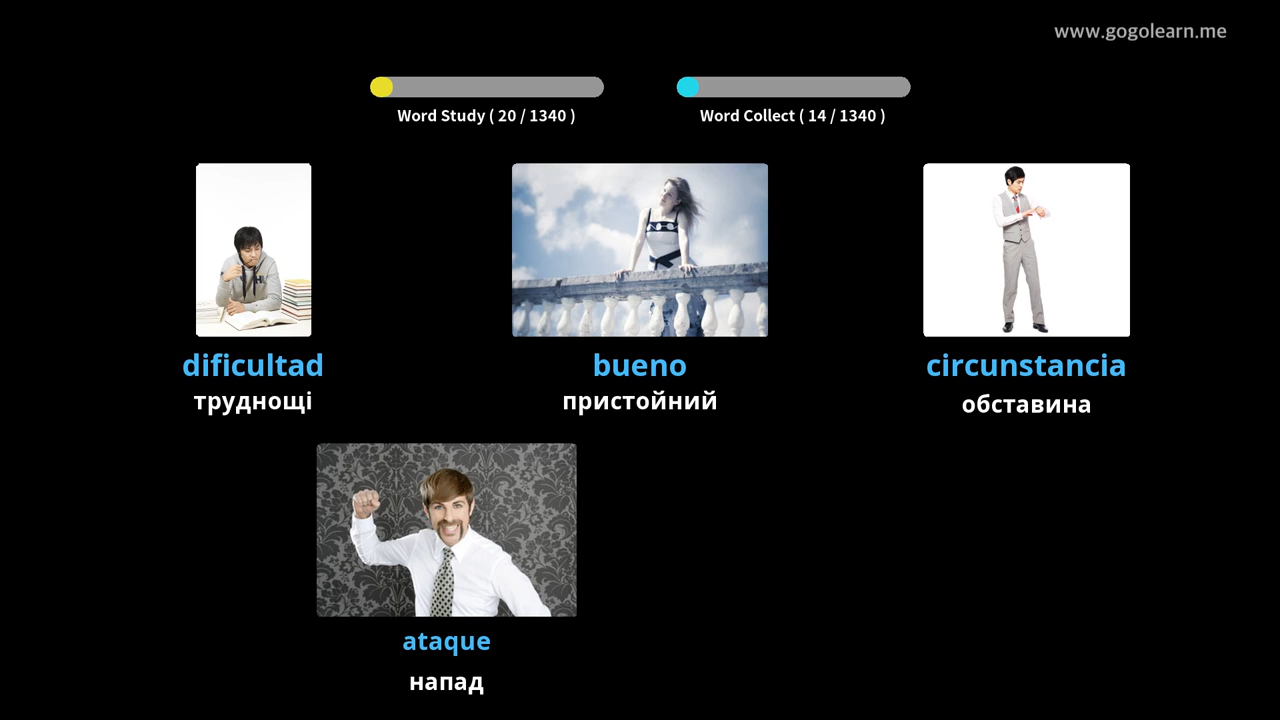 www.gogolearn.me
Word Study ( 20 / 1340 )
Word Collect ( 14 / 1340 )
dificultad
труднощі
bueno
пристойний
circunstancia
обставина
ataque
напад